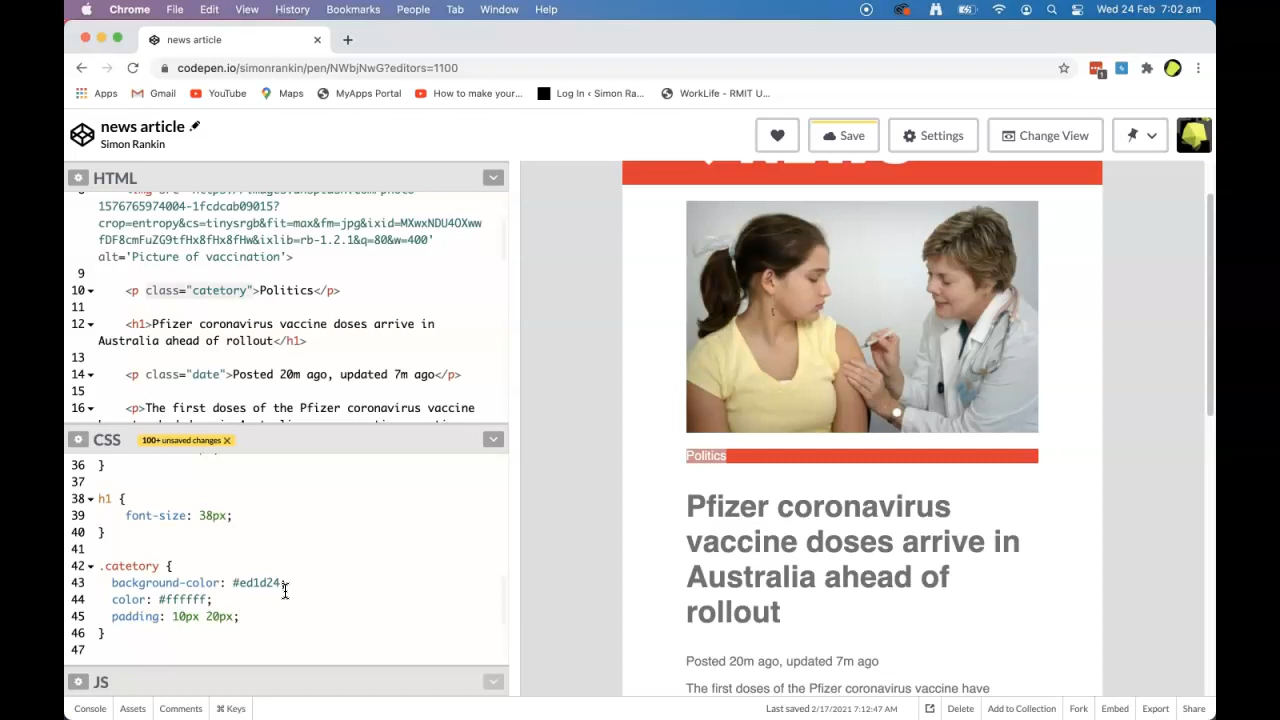 Chrome File Edit View History Bookmarks People Tab Window Help Wed 24 Feb 7:02 am
news article
codepen.io/simonrankin/pen/NWbjNwG?editors=1100
Apps Gmail YouTube Maps MyApps Portal How to make your... Log In ‹ Simon Ra... WorkLife – RMIT U...
news article
Simon Rankin
Save Settings Change View
HTML
1576765974004-1fcdcab09015?
crop=entropy&cs=tinysrgb&fit=max&fm=jpg&ixid=MXwxNDU4OXww
fDF8cmFuZG9tfHx8fHx8fHw&ixlib=rb-1.2.1&q=80&w=400'
alt='Picture of vaccination'>
9
10 <p class="catetory">Politics</p>
11
12 <h1>Pfizer coronavirus vaccine doses arrive in
Australia ahead of rollout</h1>
13
14 <p class="date">Posted 20m ago, updated 7m ago</p>
15
16 <p>The first doses of the Pfizer coronavirus vaccine
CSS 100+ unsaved changes X
36 }
37
38 h1 {
39 font-size: 38px;
40 }
41
42 .catetory {
43 background-color: #ed1d24;
44 color: #ffffff;
45 padding: 10px 20px;
46 }
47
JS
Politics
Pfizer coronavirus
vaccine doses arrive in
Australia ahead of
rollout
Posted 20m ago, updated 7m ago
The first doses of the Pfizer coronavirus vaccine have
Console Assets Comments ⌘ Keys Last saved 2/17/2021 7:12:47 AM Delete Add to Collection Fork Embed Export Share